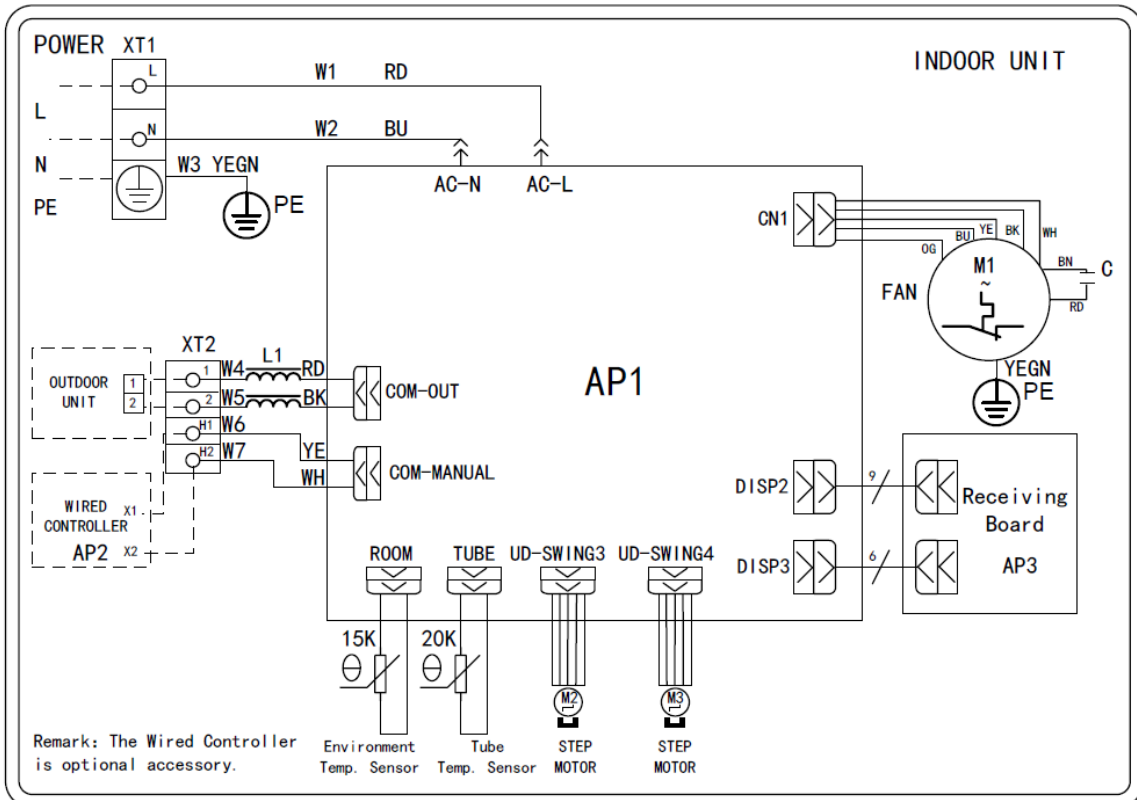 POWER XT1
INDOOR UNIT
L
W1 RD
L
N
W2 BU
N
W3 YEGN
PE
PE
AC-N AC-L
CN1
OG BU YE BK WH
M1
~
FAN
BN
C
RD
YEGN
PE
XT2
L1
OUTDOOR
UNIT
1
2
1
W4
RD
2
W5
BK
COM-OUT
H1
W6
YE
H2
W7
WH
COM-MANUAL
AP1
WIRED
CONTROLLER
AP2
X1
X2
DISP2
9
Receiving
Board
AP3
DISP3
6
ROOM TUBE UD-SWING3 UD-SWING4
15K 20K
θ θ
M2 M3
Environment
Temp. Sensor
Tube
Temp. Sensor
STEP
MOTOR
STEP
MOTOR
Remark: The Wired Controller
is optional accessory.